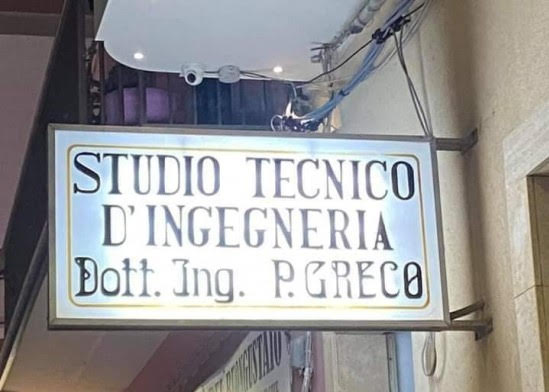 STUDIO TECNICO
D'INGEGNERIA
Dott. Ing. P. GRECO